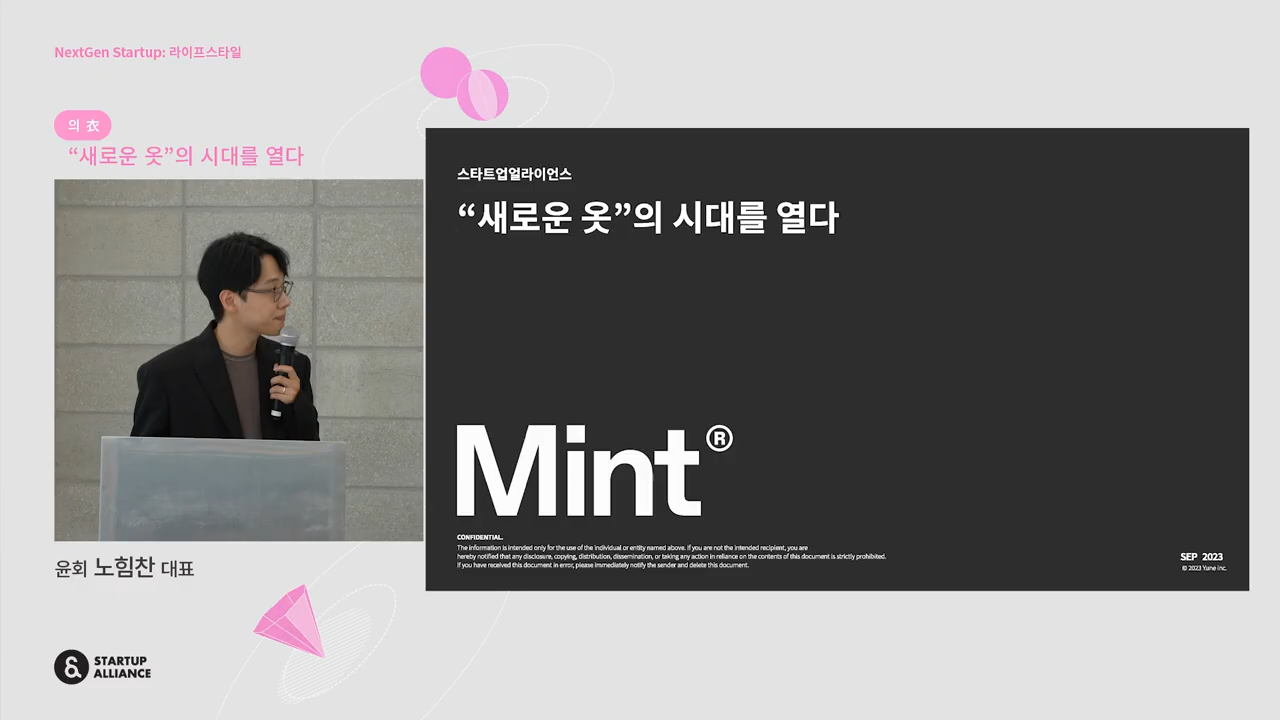 NextGen Startup: 라이프스타일
의 衣
“새로운 옷”의 시대를 열다
스타트업얼라이언스
“새로운 옷”의 시대를 열다
Mint®
CONFIDENTIAL.
The information is intended only for the use of the individual or entity named above. If you are not the intended recipient, you are
hereby notified that any disclosure, copying, distribution, dissemination, or taking any action in reliance on the contents of this document is strictly prohibited.
If you have received this document in error, please immediately notify the sender and delete this document.
SEP 2023
© 2023 Yune Inc.
윤회 노힘찬 대표
STARTUP
ALLIANCE